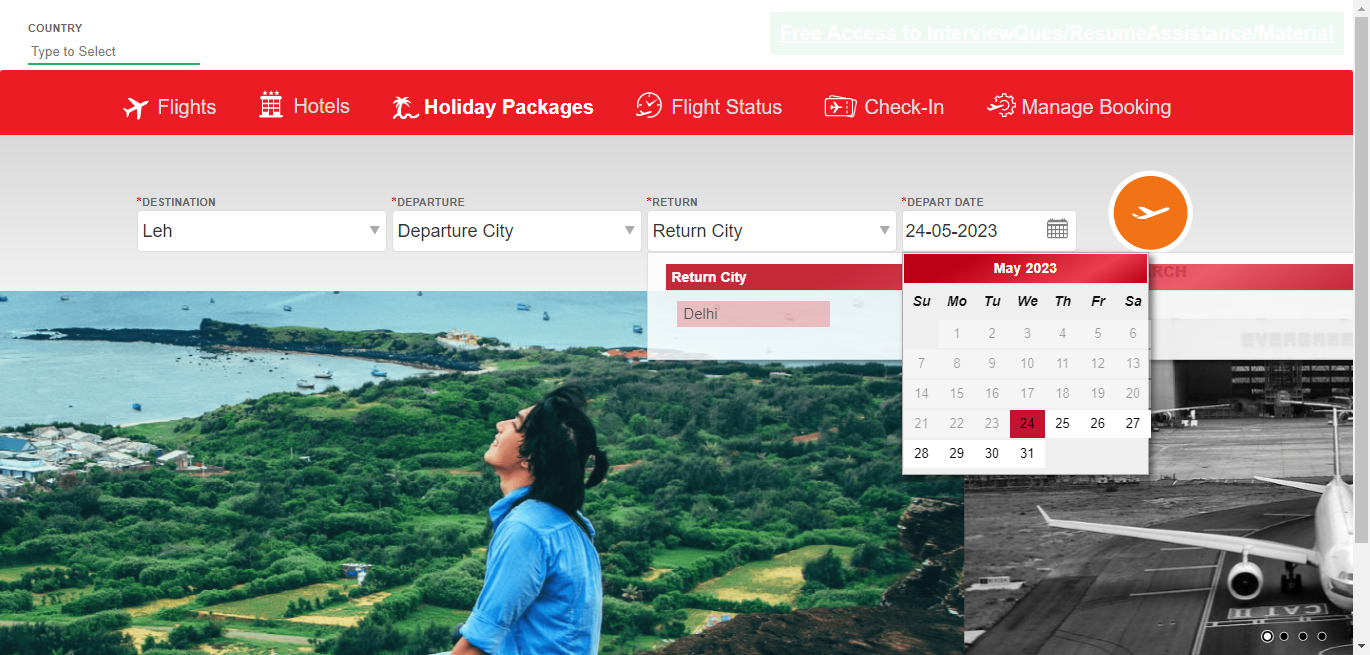 COUNTRY
Type to Select
Free Access to InterviewQues/ResumeAssistance/Material
Flights Hotels Holiday Packages Flight Status Check-In Manage Booking
*DESTINATION *DEPARTURE *RETURN *DEPART DATE
Leh Departure City Return City 24-05-2023
Return City
Delhi
May 2023
Su Mo Tu We Th Fr Sa
1 2 3 4 5 6
7 8 9 10 11 12 13
14 15 16 17 18 19 20
21 22 23 24 25 26 27
28 29 30 31
RCH
EVERGREE
CAT II